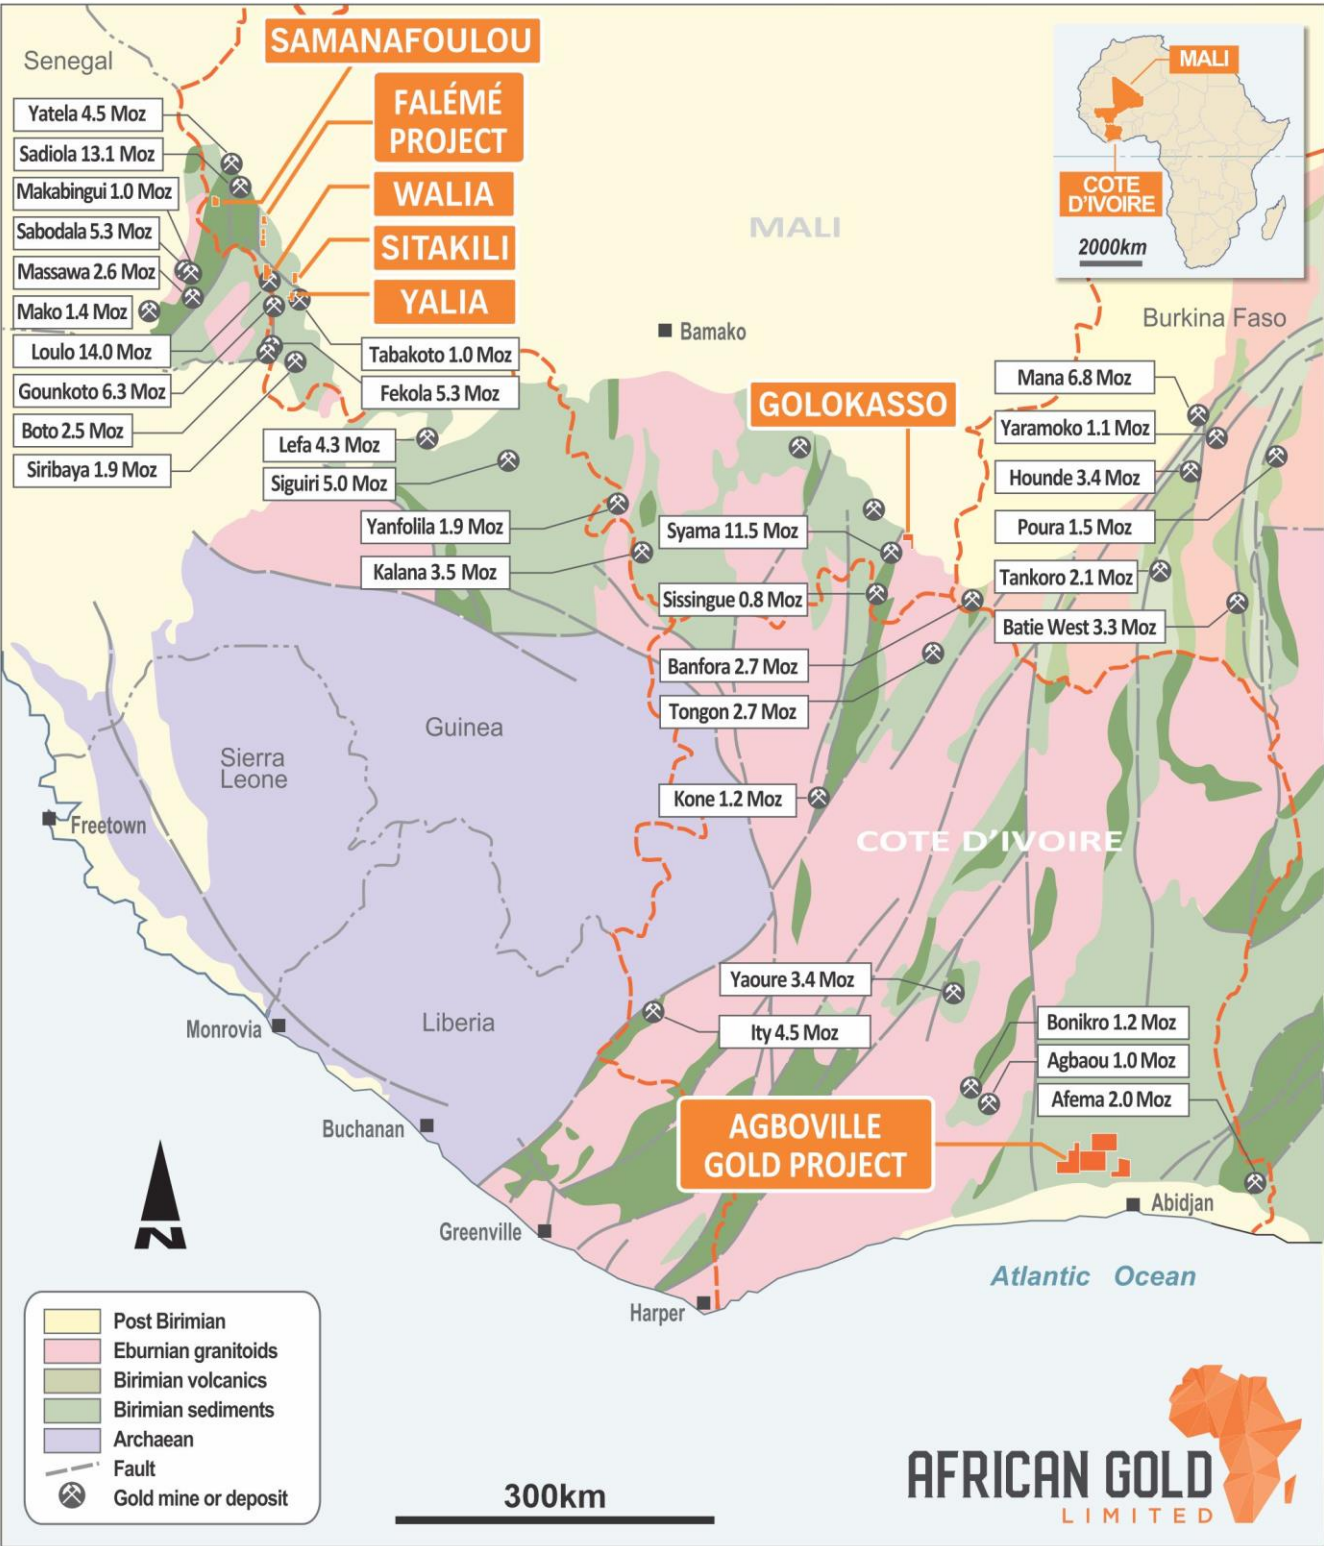 SAMANAFOULOU
FALÉMÉ
PROJECT
WALIA
SITAKILI
YALIA
Senegal
Yatela 4.5 Moz
Sadiola 13.1 Moz
Makabingui 1.0 Moz
Sabodala 5.3 Moz
Massawa 2.6 Moz
Mako 1.4 Moz
Loulo 14.0 Moz
Gounkoto 6.3 Moz
Boto 2.5 Moz
Siribaya 1.9 Moz
Tabakoto 1.0 Moz
Fekola 5.3 Moz
Lefa 4.3 Moz
Siguiri 5.0 Moz
Yanfolila 1.9 Moz
Kalana 3.5 Moz
MALI
MALI
COTE
D'IVOIRE
2000km
Bamako
Burkina Faso
GOLOKASSO
Mana 6.8 Moz
Yaramoko 1.1 Moz
Hounde 3.4 Moz
Poura 1.5 Moz
Tankoro 2.1 Moz
Batie West 3.3 Moz
Syama 11.5 Moz
Sissingue 0.8 Moz
Banfora 2.7 Moz
Tongon 2.7 Moz
Kone 1.2 Moz
Guinea
Sierra
Leone
Freetown
COTE D'IVOIRE
Yaoure 3.4 Moz
Ity 4.5 Moz
Bonikro 1.2 Moz
Agbaou 1.0 Moz
Afema 2.0 Moz
Monrovia
Liberia
Buchanan
AGBOVILLE
GOLD PROJECT
Greenville
Abidjan
Harper
Atlantic Ocean
N
Post Birimian
Eburnian granitoids
Birimian volcanics
Birimian sediments
Archaean
Fault
Gold mine or deposit
300km
AFRICAN GOLD
LIMITED